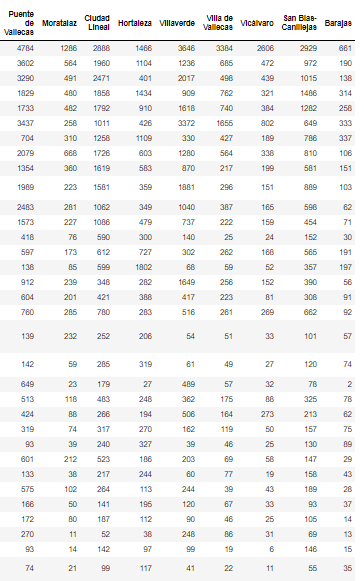 Puente de Vallecas Moratalaz Ciudad Lineal Hortaleza Villaverde Villa de Vallecas Vicálvaro San Blas-Canillejas Barajas
4784 1286 2888 1466 3646 3384 2606 2929 661
3602 564 1960 1104 1236 685 472 972 190
3290 491 2471 401 2017 498 439 1015 138
1829 480 1858 1434 909 762 321 1486 314
1733 482 1792 910 1618 740 384 1282 258
3437 258 1011 426 3372 1655 802 649 333
704 310 1258 1109 330 427 189 786 337
2079 668 1726 603 1280 564 338 810 106
1354 360 1619 583 870 217 199 581 151
1989 223 1581 359 1881 296 151 889 103
2483 281 1062 349 1040 387 165 598 62
1573 227 1086 479 737 222 159 454 71
418 76 590 300 140 25 24 152 30
597 173 612 727 302 262 168 565 191
138 85 599 1802 68 59 52 357 197
912 239 348 282 1649 256 152 390 56
604 201 421 388 417 223 81 308 91
760 285 780 283 516 261 269 662 92
139 232 252 206 54 51 33 101 57
142 59 285 319 61 49 27 120 74
649 23 179 27 489 57 32 78 2
513 118 483 248 362 175 88 325 78
424 88 266 194 506 164 273 213 62
319 74 317 270 162 119 50 157 75
93 39 240 327 39 46 25 130 89
601 212 523 186 203 69 58 147 29
133 38 217 244 60 77 19 158 43
575 102 264 113 244 39 43 189 28
166 50 141 195 120 67 33 93 37
172 80 187 112 90 46 25 105 14
270 11 52 38 248 86 31 69 13
93 14 142 97 99 19 6 146 15
74 21 99 117 41 22 11 55 35